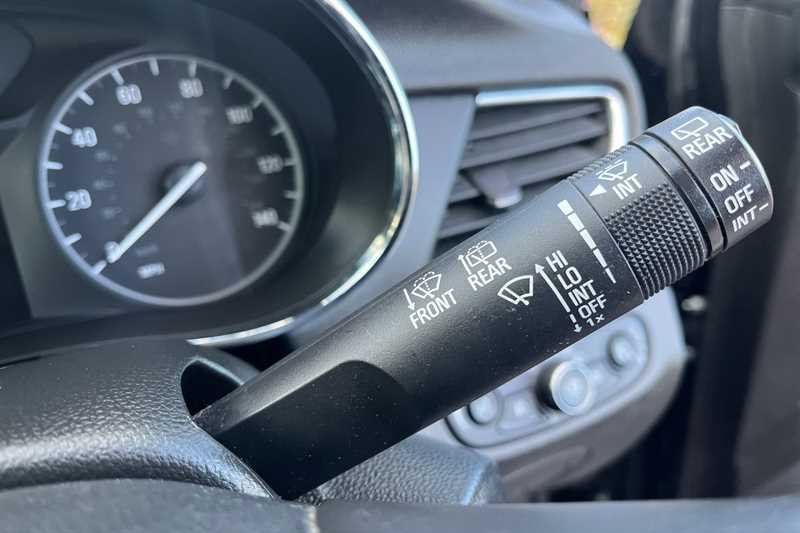 20
40
60
80
100
120
140
0
MPH
FRONT
REAR
HI
LO
INT
OFF
1x
INT
REAR
ON
OFF
INT